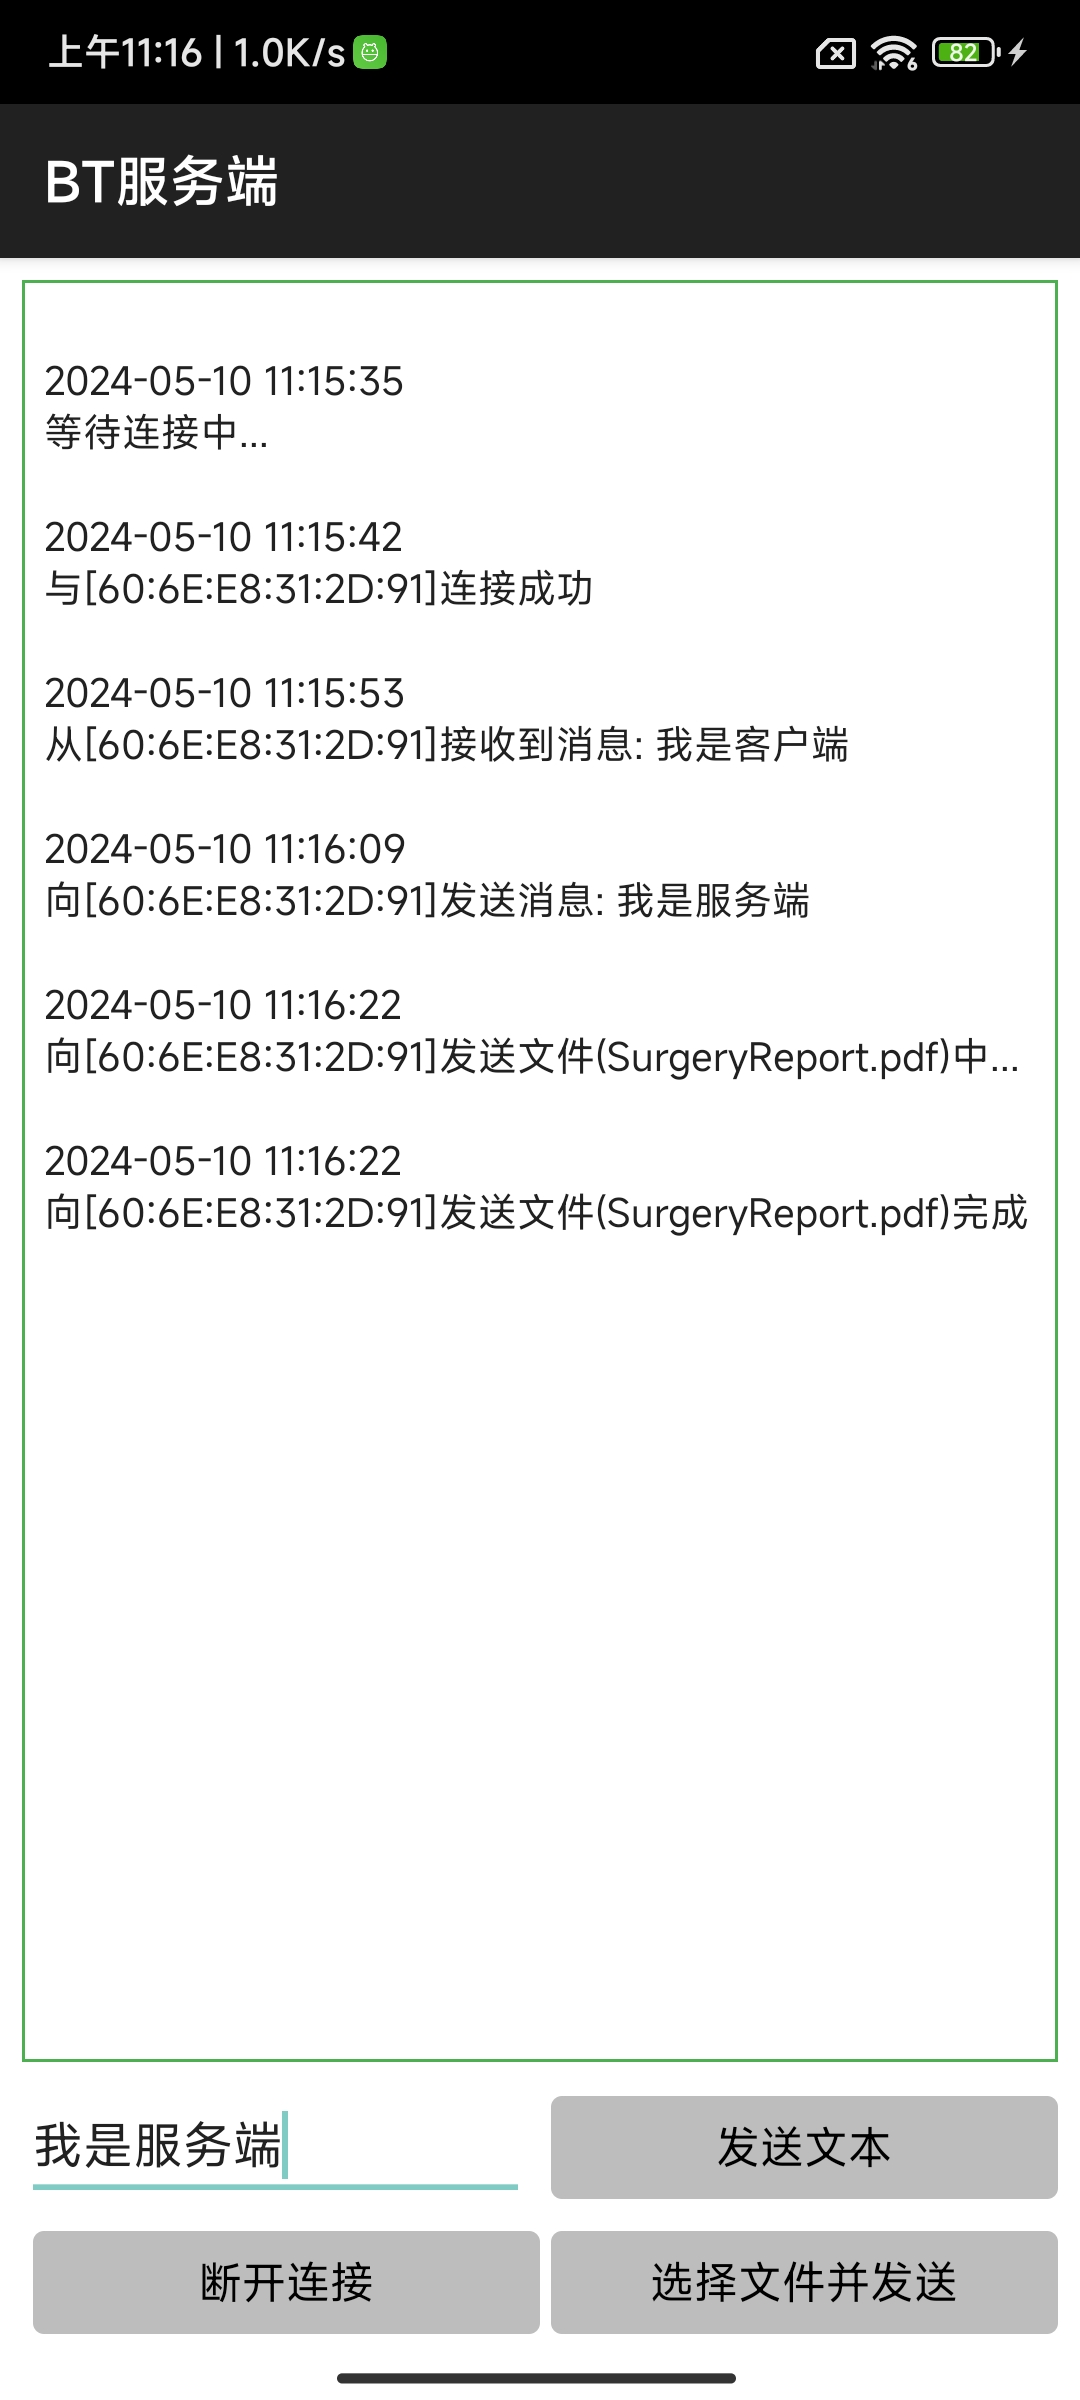 上午11:16 | 1.0K/s
6
82
BT服务端
2024-05-10 11:15:35
等待连接中...
2024-05-10 11:15:42
与[60:6E:E8:31:2D:91]连接成功
2024-05-10 11:15:53
从[60:6E:E8:31:2D:91]接收到消息: 我是客户端
2024-05-10 11:16:09
向[60:6E:E8:31:2D:91]发送消息: 我是服务端
2024-05-10 11:16:22
向[60:6E:E8:31:2D:91]发送文件(SurgeryReport.pdf)中...
2024-05-10 11:16:22
向[60:6E:E8:31:2D:91]发送文件(SurgeryReport.pdf)完成
我是服务端
发送文本
断开连接
选择文件并发送